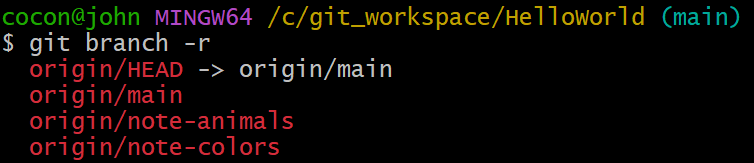 cocon@john MINGW64 /c/git_workspace/HelloWorld (main)
$ git branch -r
  origin/HEAD -> origin/main
  origin/main
  origin/note-animals
  origin/note-colors